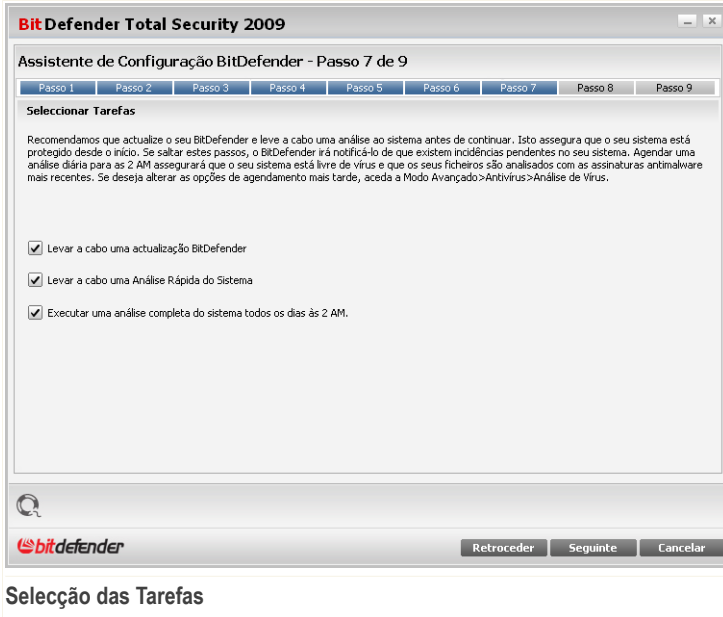 BitDefender Total Security 2009
Assistente de Configuração BitDefender - Passo 7 de 9
Passo 1 Passo 2 Passo 3 Passo 4 Passo 5 Passo 6 Passo 7 Passo 8 Passo 9
Seleccionar Tarefas
Recomendamos que actualize o seu BitDefender e leve a cabo uma análise ao sistema antes de continuar. Isto assegura que o seu sistema está
protegido desde o início. Se saltar estes passos, o BitDefender irá notificá-lo de que existem incidências pendentes no seu sistema. Agendar uma
análise diária para as 2 AM assegurará que o seu sistema está livre de vírus e que os seus ficheiros são analisados com as assinaturas antimalware
mais recentes. Se deseja alterar as opções de agendamento mais tarde, aceda a Modo Avançado>Antivírus>Análise de Vírus.
Levar a cabo uma actualização BitDefender
Levar a cabo uma Análise Rápida do Sistema
Executar uma análise completa do sistema todos os dias às 2 AM.
bitdefender
Retroceder Seguinte Cancelar
Selecção das Tarefas